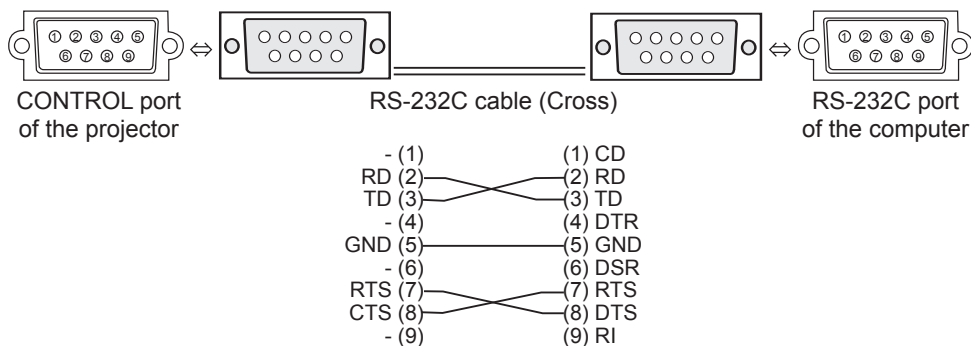 ① ② ③ ④ ⑤
⑥ ⑦ ⑧ ⑨
① ② ③ ④ ⑤
⑥ ⑦ ⑧ ⑨
CONTROL port
of the projector
RS-232C cable (Cross)
RS-232C port
of the computer
- (1) (1) CD
RD (2) (2) RD
TD (3) (3) TD
- (4) (4) DTR
GND (5) (5) GND
- (6) (6) DSR
RTS (7) (7) RTS
CTS (8) (8) DTS
- (9) (9) RI